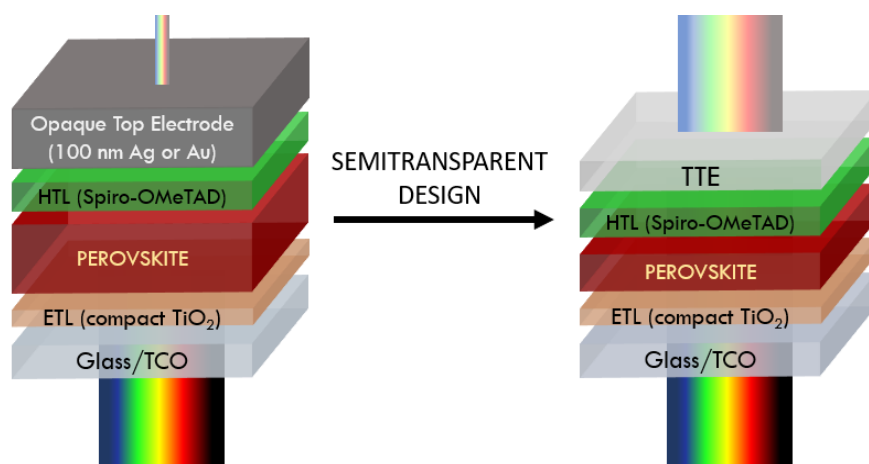 Opaque Top Electrode
(100 nm Ag or Au)
HTL (Spiro-OMeTAD)
PEROVSKITE
ETL (compact TiO₂)
Glass/TCO
SEMITRANSPARENT
DESIGN
TTE
HTL (Spiro-OMeTAD)
PEROVSKITE
ETL (compact TiO₂)
Glass/TCO